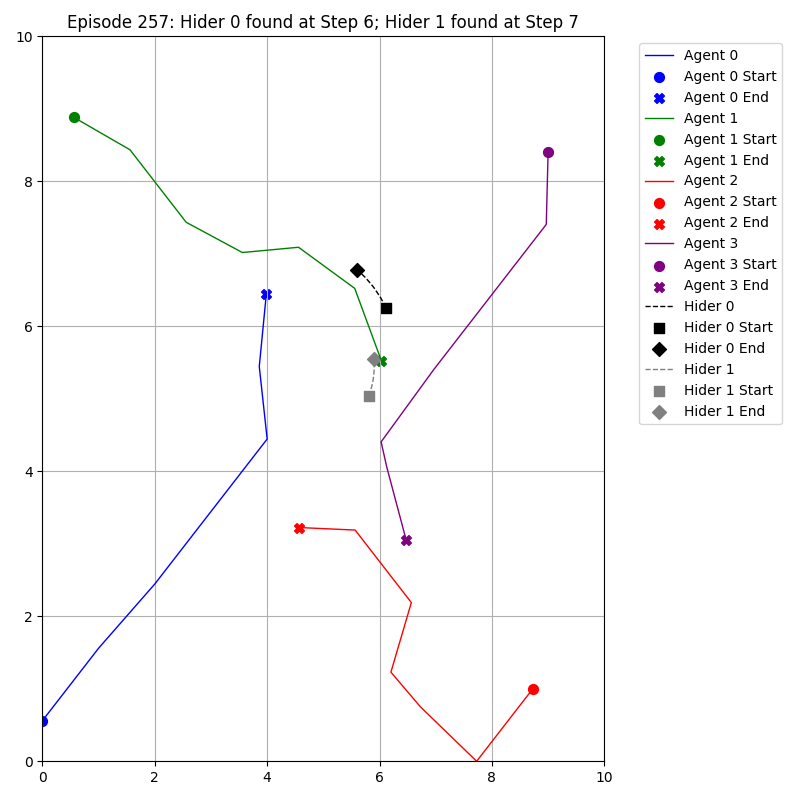 Episode 257: Hider 0 found at Step 6; Hider 1 found at Step 7
10
8
6
4
2
0
0 2 4 6 8 10
Agent 0
Agent 0 Start
Agent 0 End
Agent 1
Agent 1 Start
Agent 1 End
Agent 2
Agent 2 Start
Agent 2 End
Agent 3
Agent 3 Start
Agent 3 End
Hider 0
Hider 0 Start
Hider 0 End
Hider 1
Hider 1 Start
Hider 1 End